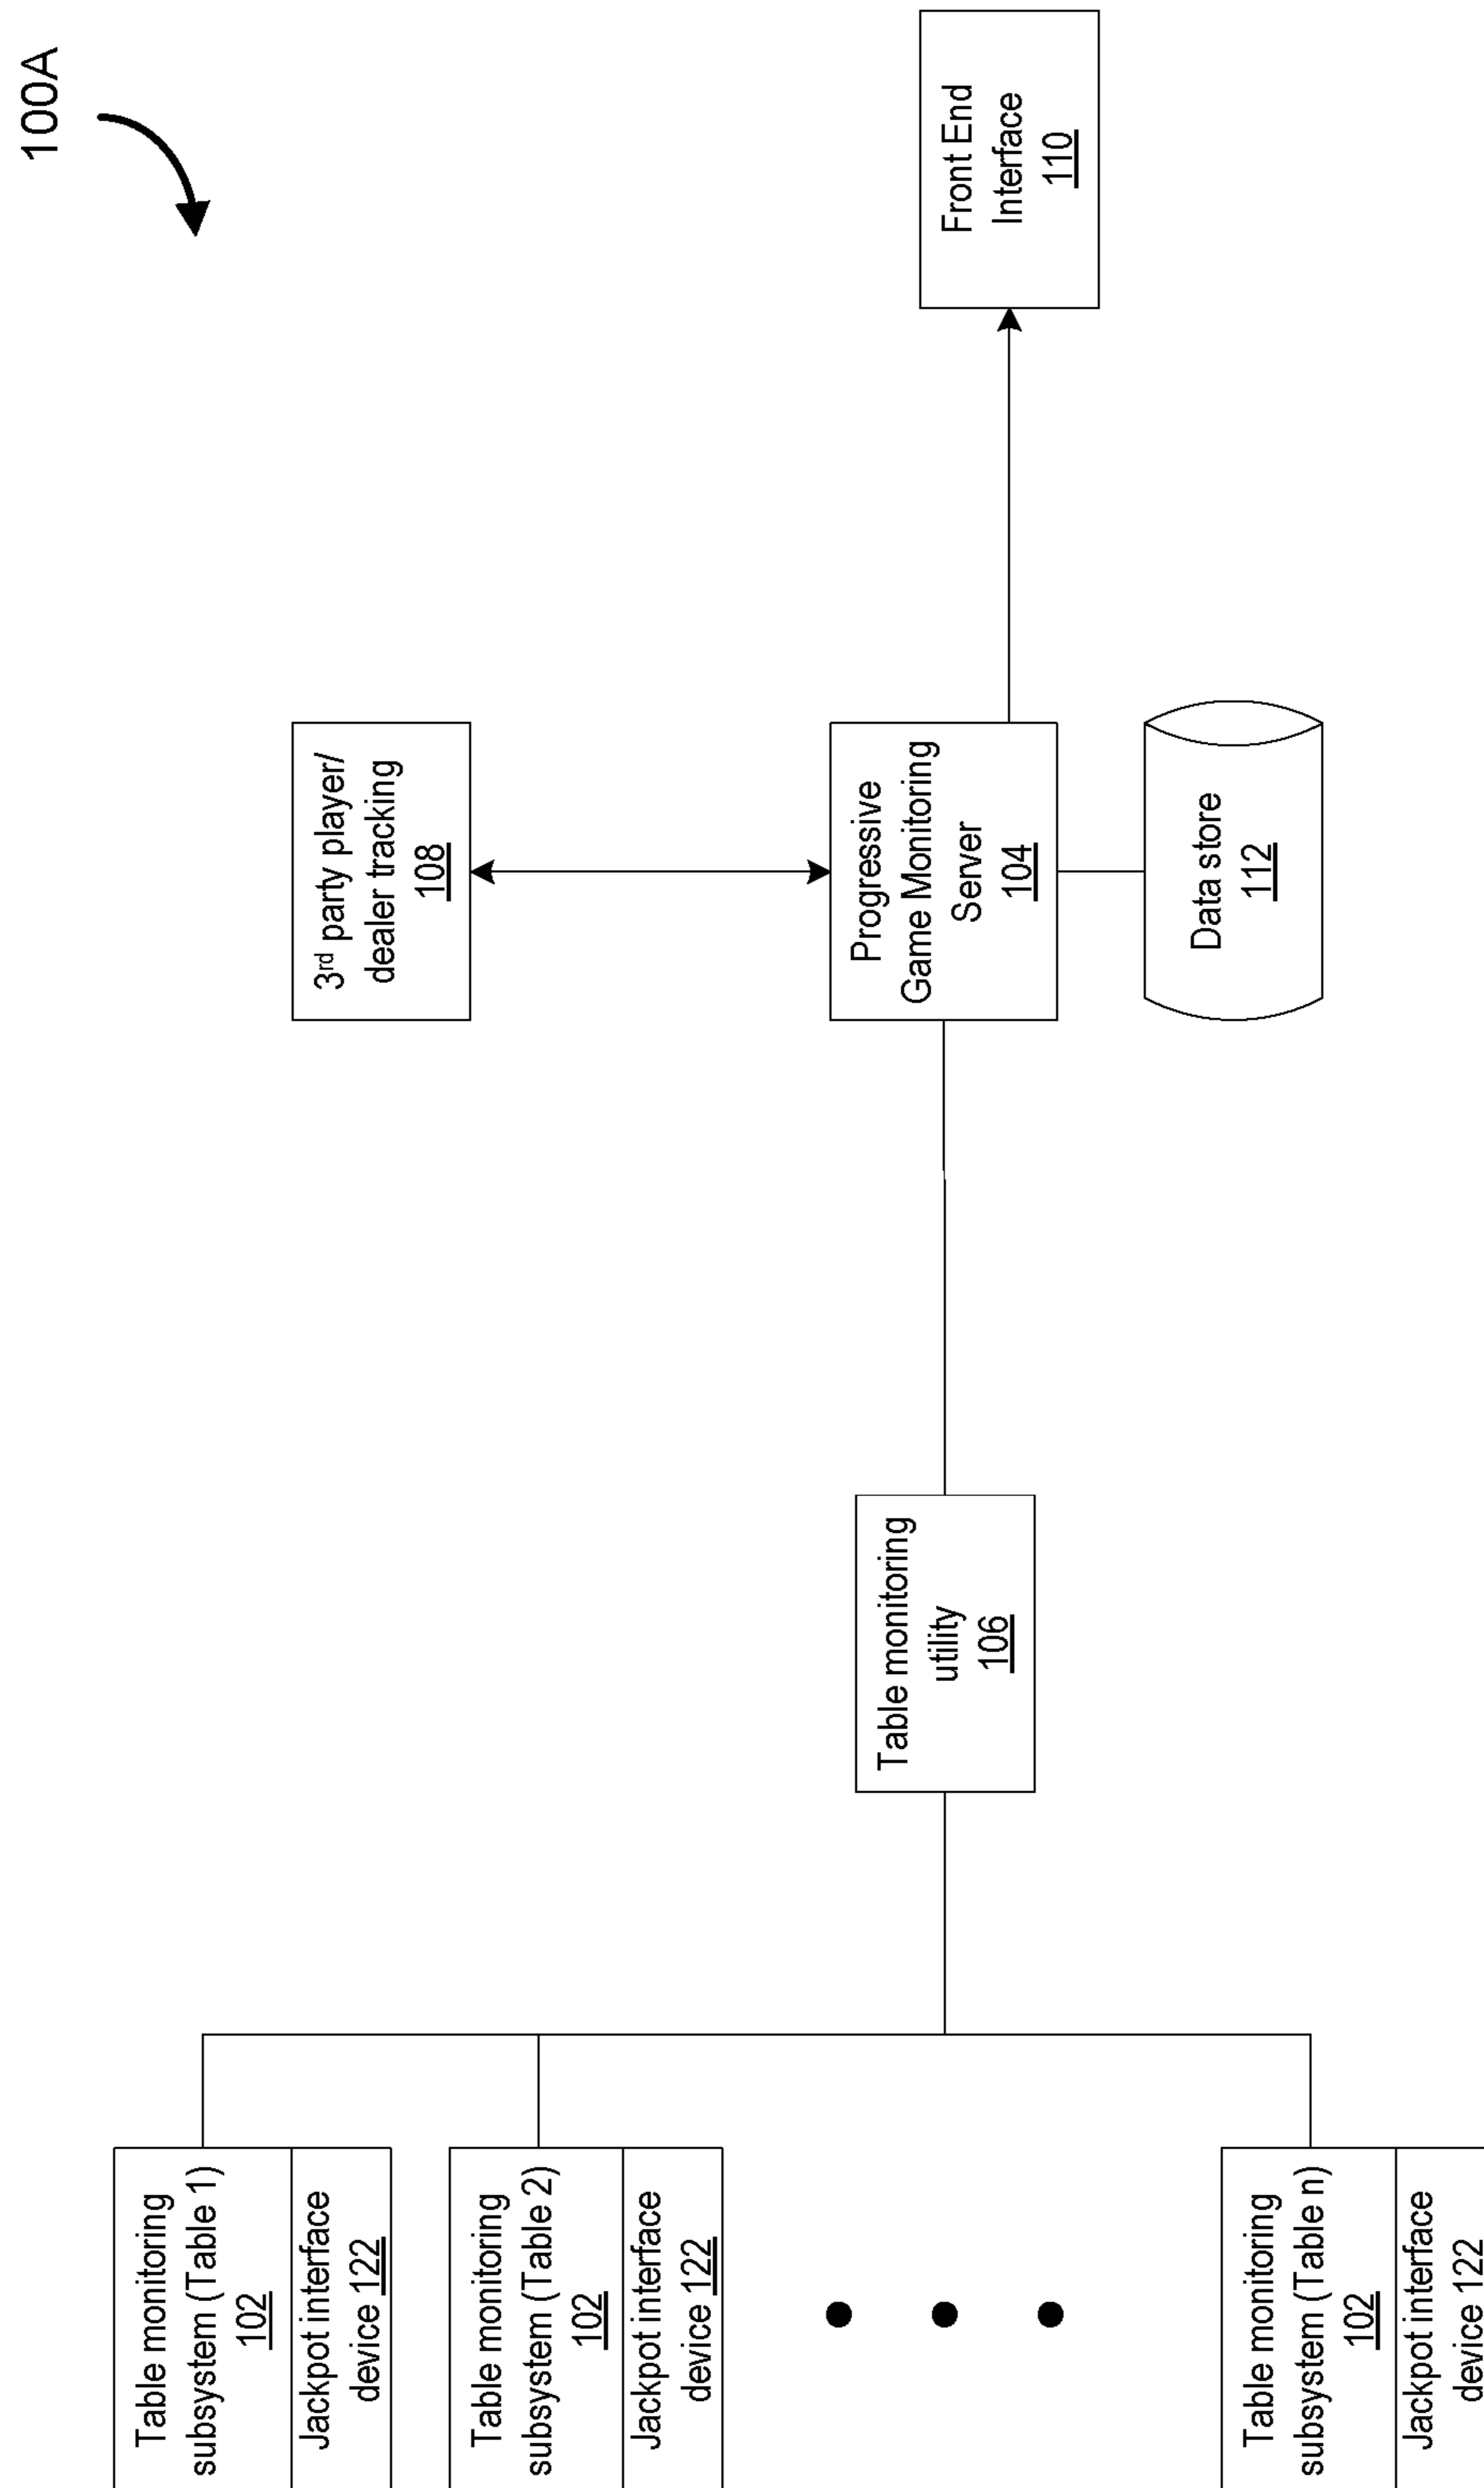 100A
Table monitoring
subsystem (Table 1)
102
Jackpot interface
device 122
Table monitoring
subsystem (Table 2)
102
Jackpot interface
device 122
Table monitoring
subsystem (Table n)
102
Jackpot interface
device 122
Table monitoring
utility
106
3rd party player/
dealer tracking
108
Progressive
Game Monitoring
Server
104
Data store
112
Front End
Interface
110